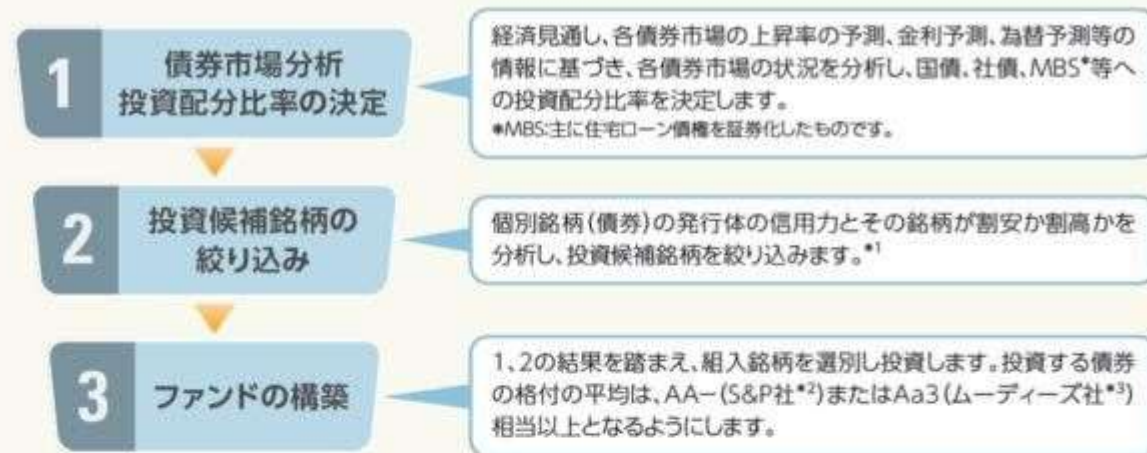 1
債券市場分析
投資配分比率の決定
経済見通し、各債券市場の上昇率の予測、金利予測、為替予測等の
情報に基づき、各債券市場の状況を分析し、国債、社債、MBS*等へ
の投資配分比率を決定します。
*MBS:主に住宅ローン債権を証券化したものです。
2
投資候補銘柄の
絞り込み
個別銘柄(債券)の発行体の信用力とその銘柄が割安か割高かを
分析し、投資候補銘柄を絞り込みます。*1
3
ファンドの構築
1、2の結果を踏まえ、組入銘柄を選別し投資します。投資する債券
の格付の平均は、AA−(S&P社*2)またはAa3(ムーディーズ社*3)
相当以上となるようにします。